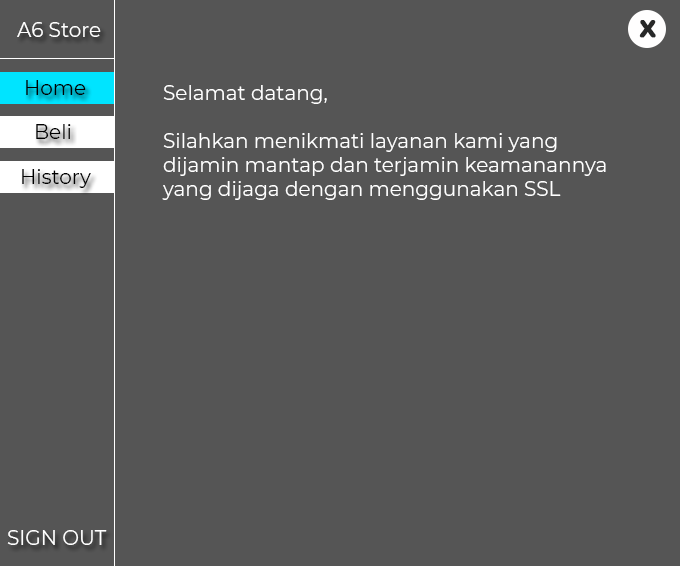 A6 Store
X
Home
Beli
History
Selamat datang,
Silahkan menikmati layanan kami yang
dijamin mantap dan terjamin keamanannya
yang dijaga dengan menggunakan SSL
SIGN OUT